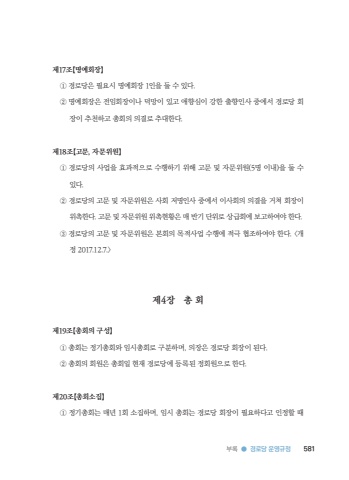 제17조【명예회장】
① 경로당은 필요시 명예회장 1인을 둘 수 있다.
② 명예회장은 전임회장이나 덕망이 있고 애향심이 강한 출향인사 중에서 경로당 회
장이 추천하고 총회의 의결로 추대한다.
제18조【고문, 자문위원】
① 경로당의 사업을 효과적으로 수행하기 위해 고문 및 자문위원(5명 이내)을 둘 수
있다.
② 경로당의 고문 및 자문위원은 사회 저명인사 중에서 이사회의 의결을 거쳐 회장이
위촉한다. 고문 및 자문위원 위촉현황은 매 반기 단위로 상급회에 보고하여야 한다.
③ 경로당의 고문 및 자문위원은 본회의 목적사업 수행에 적극 협조하여야 한다. <개
정 2017.12.7.>
제4장 총 회
제19조【총회의 구성】
① 총회는 정기총회와 임시총회로 구분하며, 의장은 경로당 회장이 된다.
② 총회의 회원은 총회일 현재 경로당에 등록된 정회원으로 한다.
제20조【총회소집】
① 정기총회는 매년 1회 소집하며, 임시 총회는 경로당 회장이 필요하다고 인정할 때
부록 ● 경로당 운영규정 581